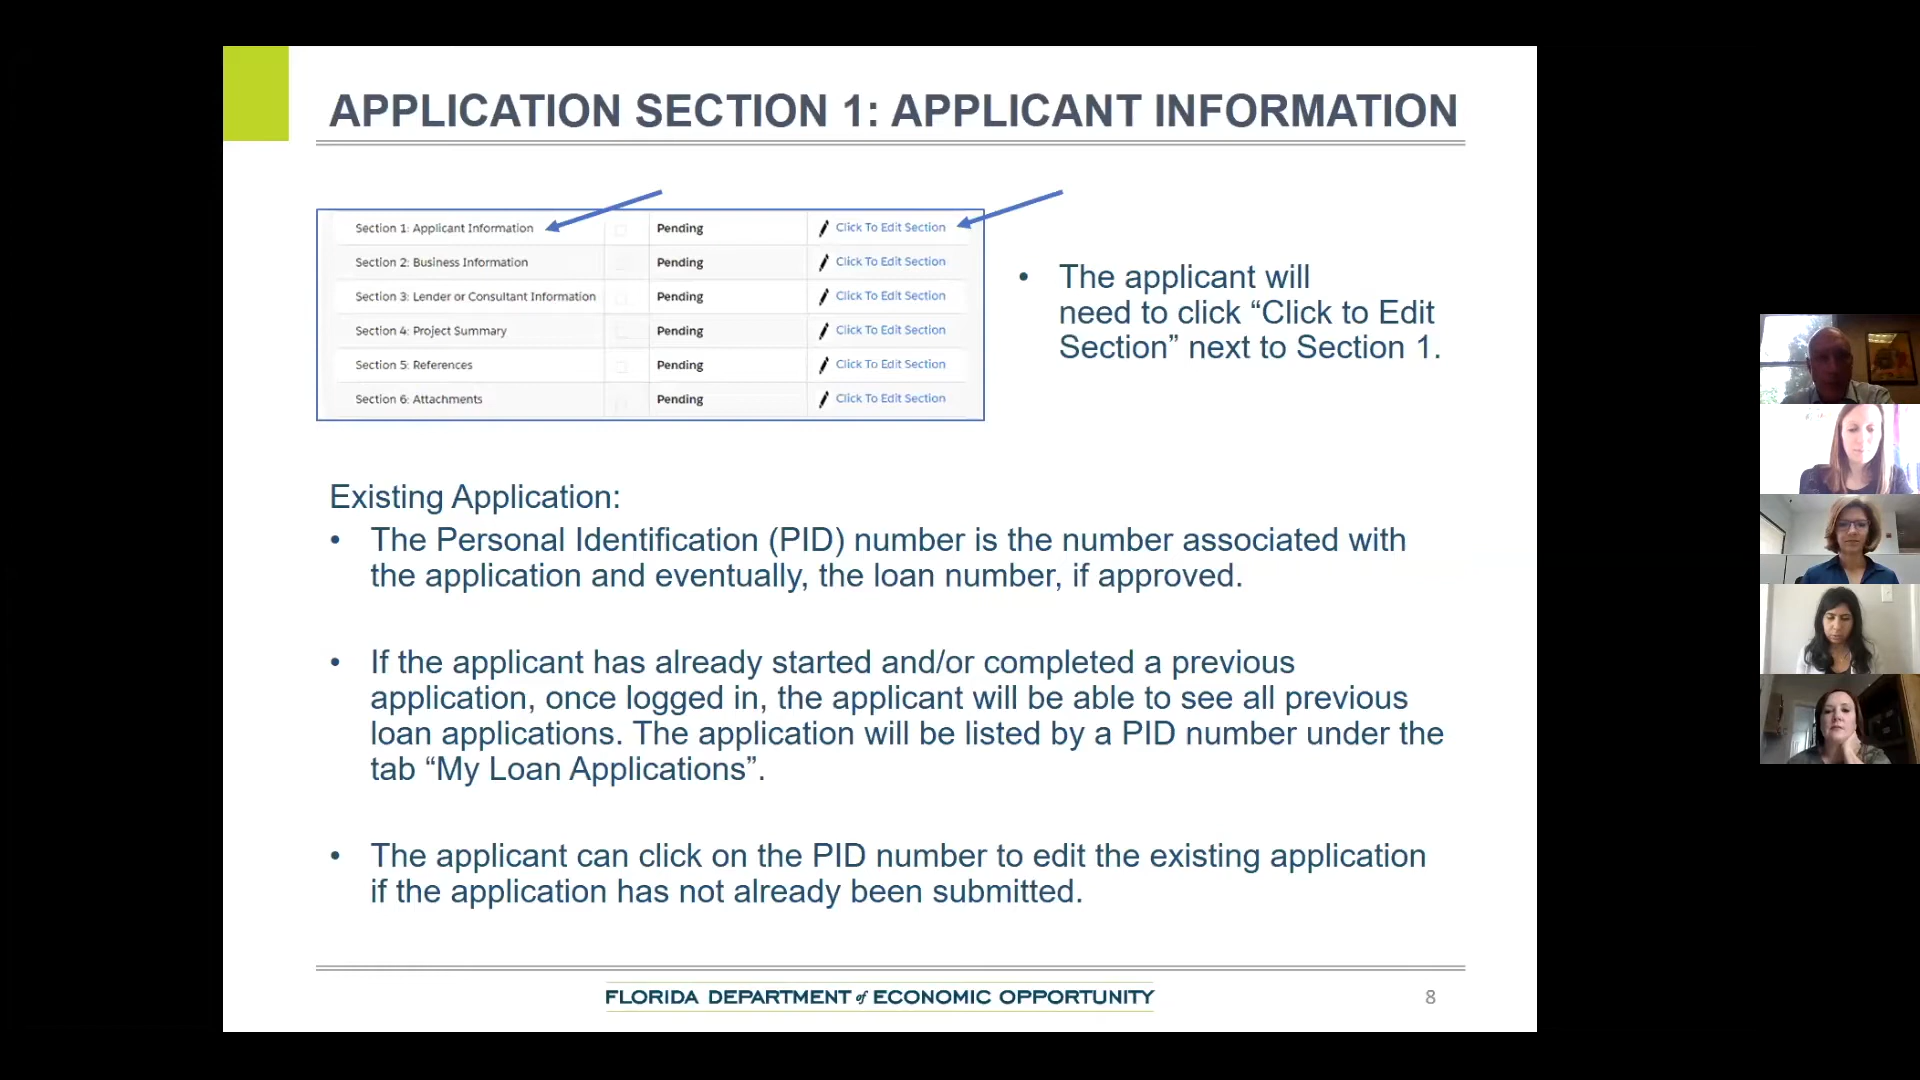 APPLICATION SECTION 1: APPLICANT INFORMATION
Section 1: Applicant Information Pending Click To Edit Section
Section 2: Business Information Pending Click To Edit Section
Section 3: Lender or Consultant Information Pending Click To Edit Section
Section 4: Project Summary Pending Click To Edit Section
Section 5: References Pending Click To Edit Section
Section 6: Attachments Pending Click To Edit Section
• The applicant will
need to click “Click to Edit
Section” next to Section 1.
Existing Application:
• The Personal Identification (PID) number is the number associated with
the application and eventually, the loan number, if approved.
• If the applicant has already started and/or completed a previous
application, once logged in, the applicant will be able to see all previous
loan applications. The application will be listed by a PID number under the
tab “My Loan Applications”.
• The applicant can click on the PID number to edit the existing application
if the application has not already been submitted.
FLORIDA DEPARTMENT of ECONOMIC OPPORTUNITY
8